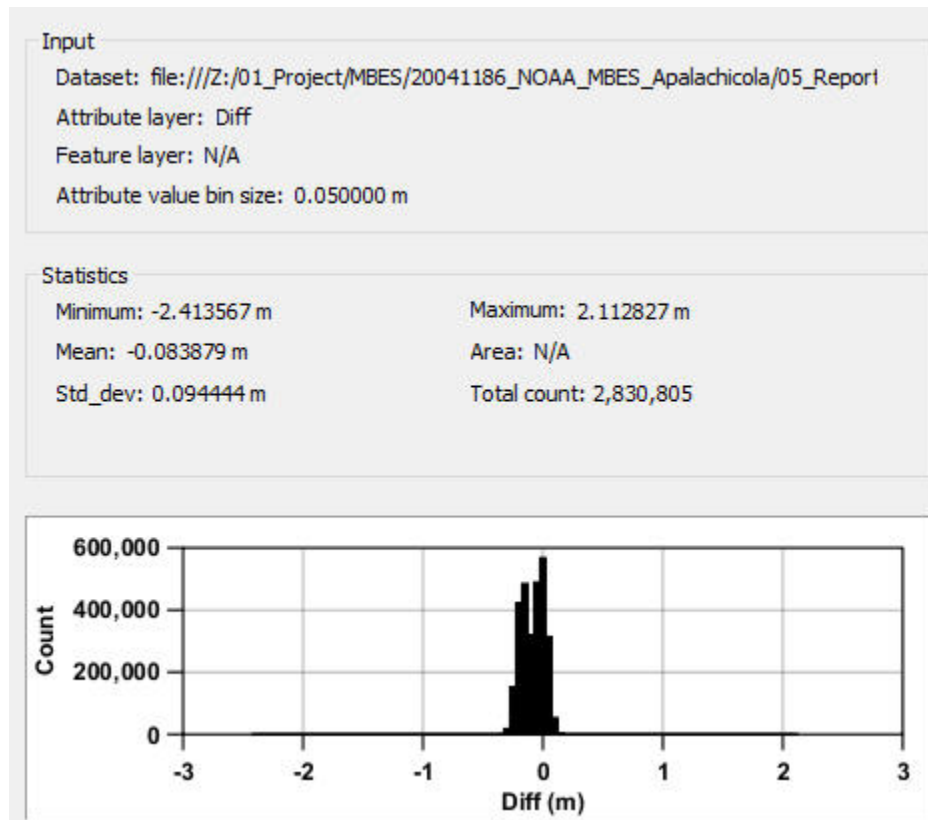 Input
Dataset: file:///Z:/01_Project/MBES/20041186_NOAA_MBES_Apalachicola/05_Report
Attribute layer: Diff
Feature layer: N/A
Attribute value bin size: 0.050000 m
Statistics
Minimum: -2.413567 m Maximum: 2.112827 m
Mean: -0.083879 m Area: N/A
Std_dev: 0.094444 m Total count: 2,830,805
600,000
400,000
200,000
0
Count
-3 -2 -1 0 1 2 3
Diff (m)